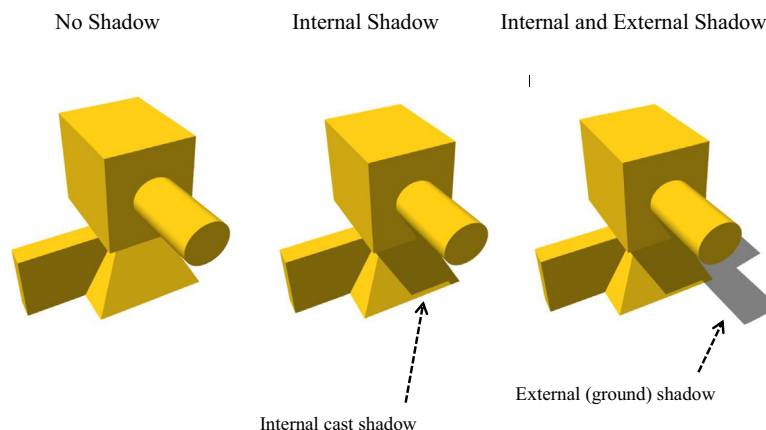 No Shadow
Internal Shadow
Internal and External Shadow
External (ground) shadow
Internal cast shadow